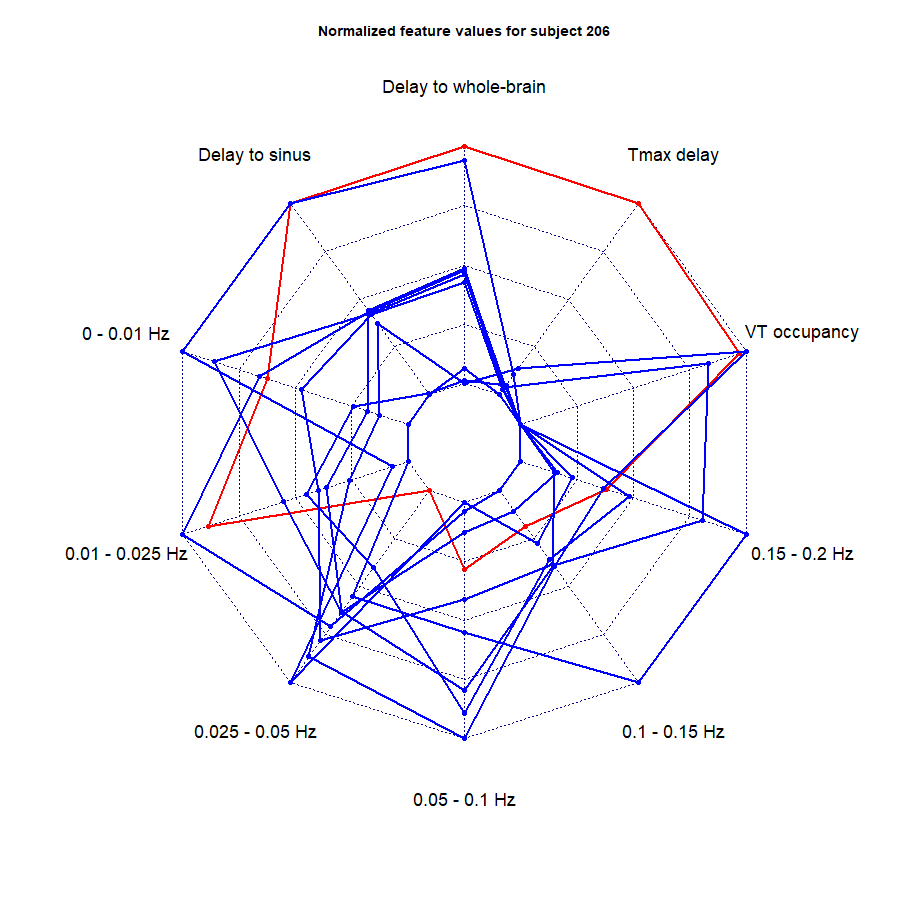 Normalized feature values for subject 206
Delay to whole-brain
Delay to sinus
Tmax delay
0 - 0.01 Hz
VT occupancy
0.01 - 0.025 Hz
0.15 - 0.2 Hz
0.025 - 0.05 Hz
0.1 - 0.15 Hz
0.05 - 0.1 Hz